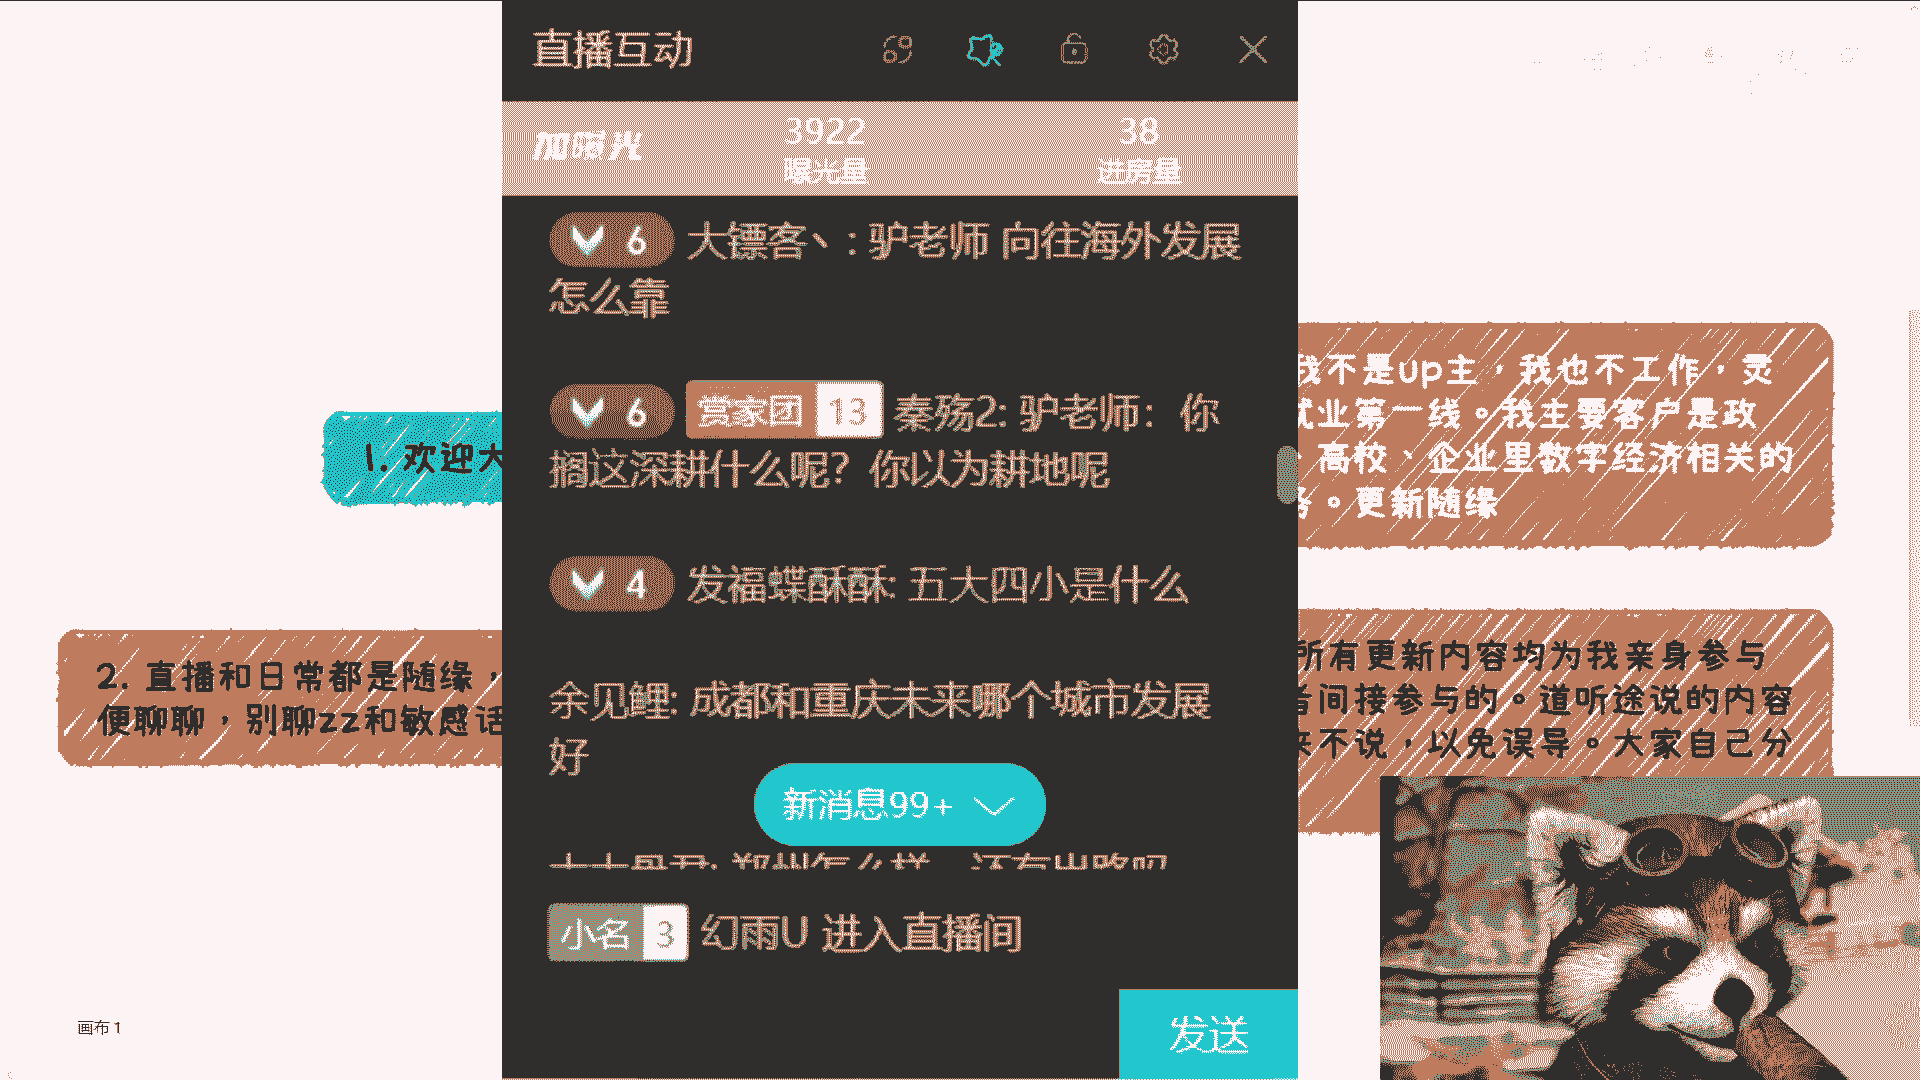 直播互动
加曝光
3922
曝光量
38
进房量
6 大镖客丶: 驴老师 向往海外发展
怎么靠
6 赏家团 13 秦殇2: 驴老师：你
搁这深耕什么呢？你以为耕地呢
4 发福蝶酥酥: 五大四小是什么
余见鲤: 成都和重庆未来哪个城市发展
好
新消息99+
小名 3 幻雨U 进入直播间
发送
1. 欢迎大
2. 直播和日常都是随缘，
便聊聊，别聊zz和敏感话
我不是up主，我也不工作，灵
就业第一线。我主要客户是政
、高校、企业里数字经济相关的
务。更新随缘
所有更新内容均为我亲身参与
者间接参与的。道听途说的内容
来不说，以免误导。大家自己分
画布 1